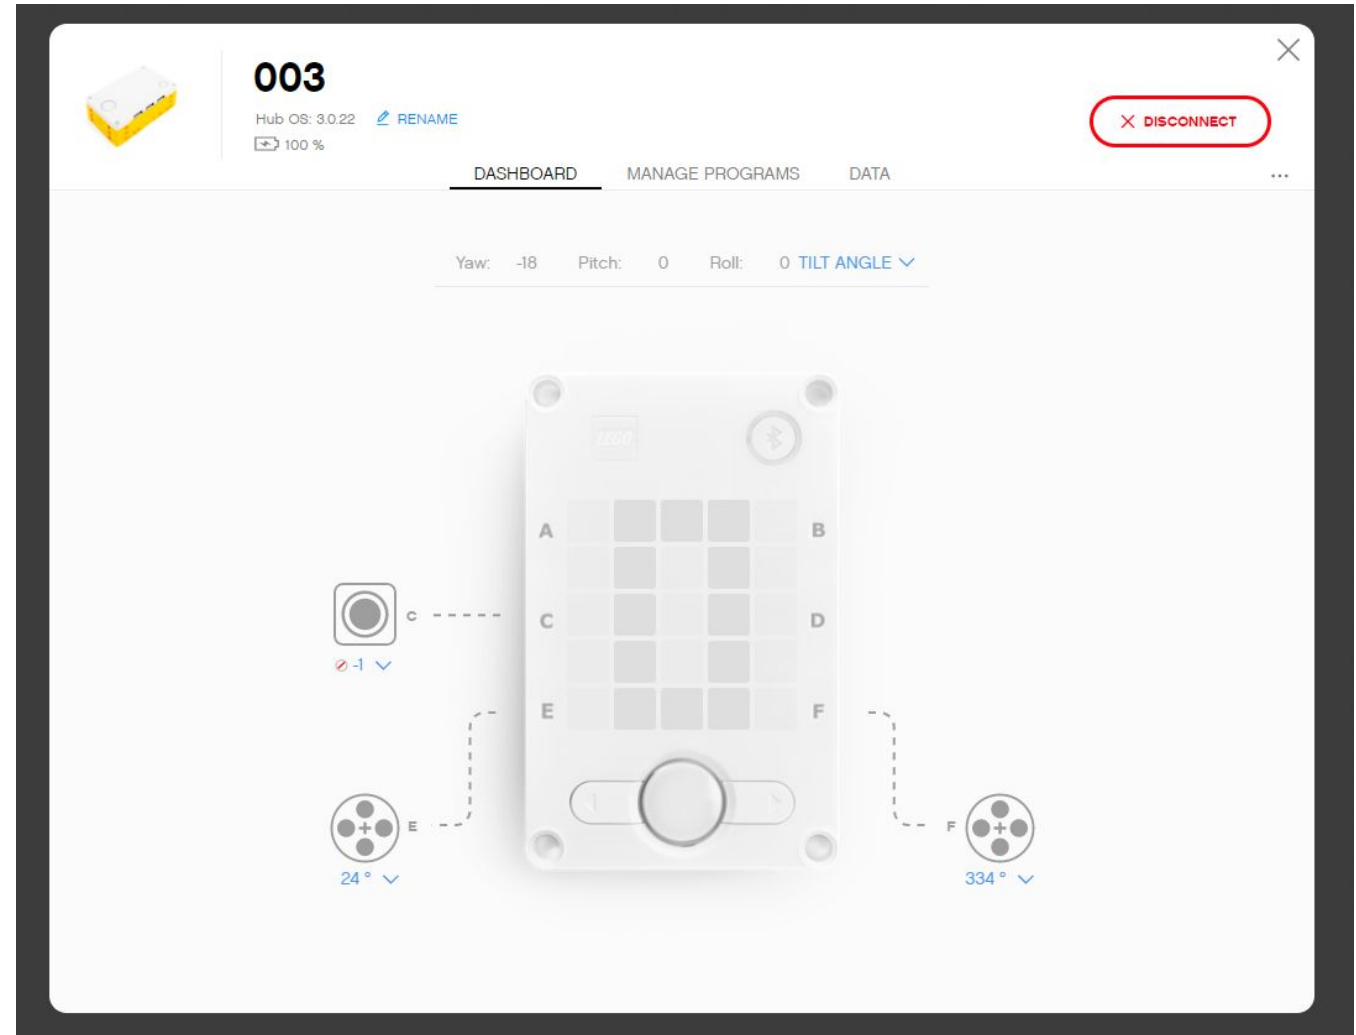 003
Hub OS: 3.0.22 RENAME
100 %
DISCONNECT
DASHBOARD MANAGE PROGRAMS DATA
...
Yaw: -18 Pitch: 0 Roll: 0 TILT ANGLE
LEGO
A B
C C D
-1
E F
E F
24° 334°